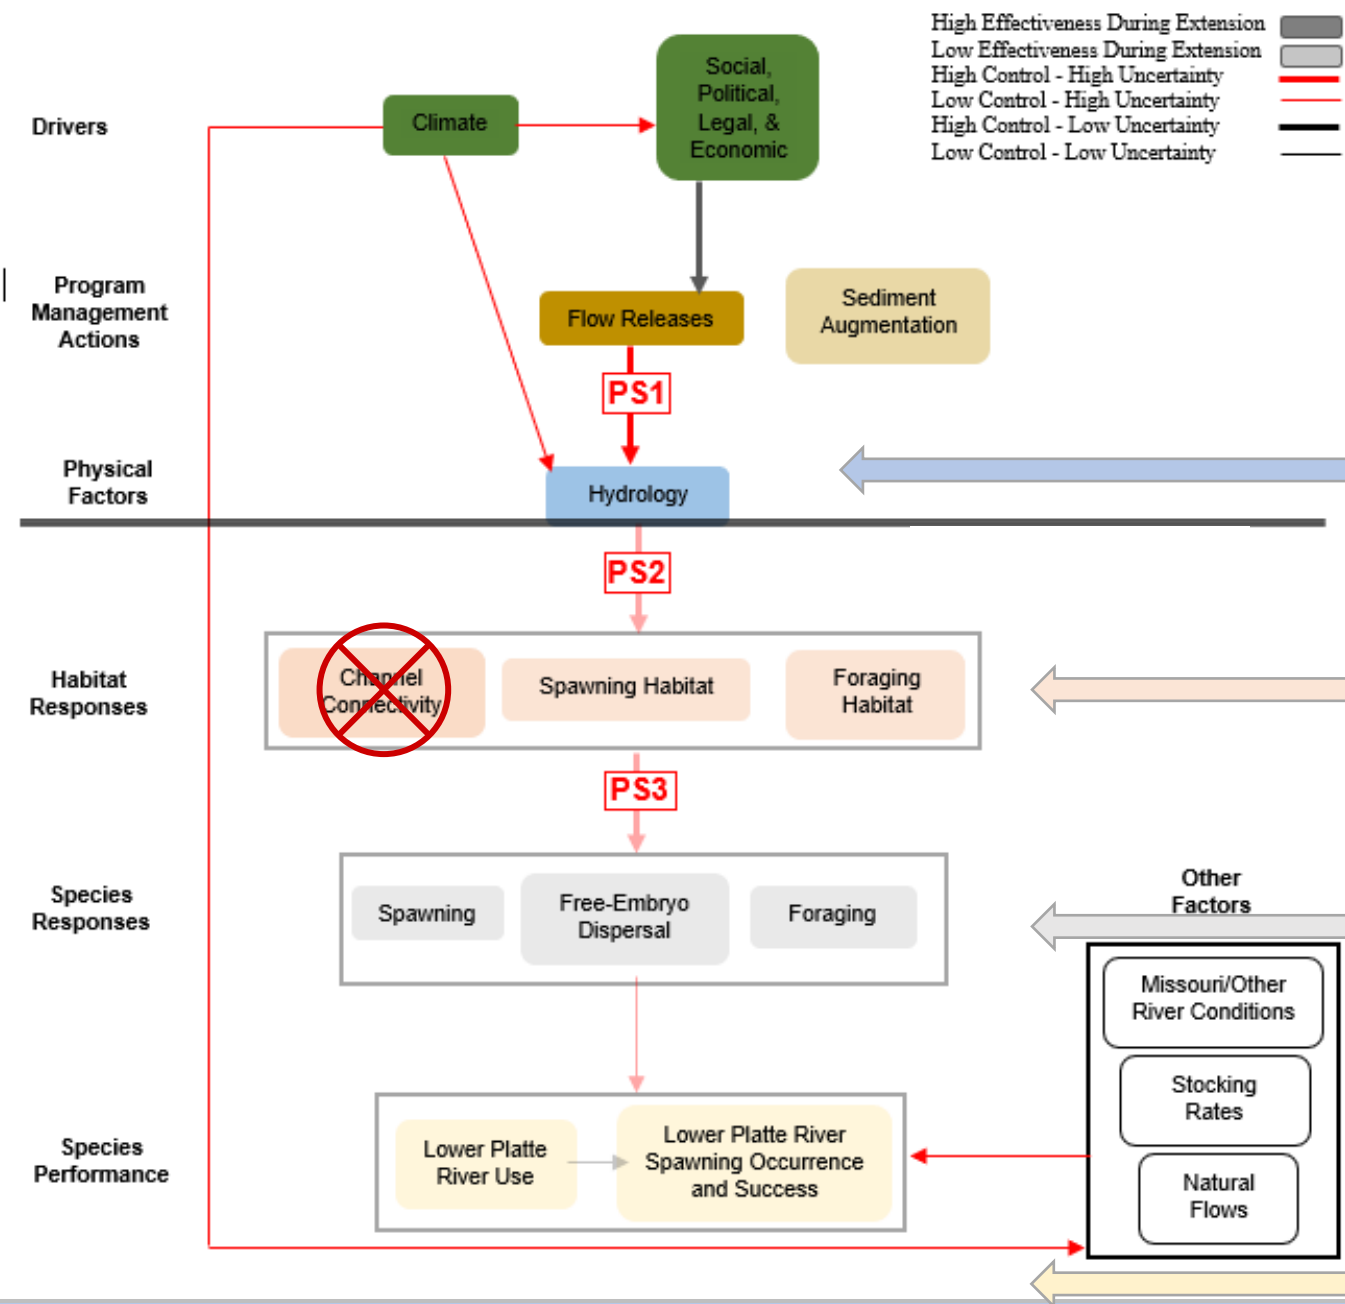 High Effectiveness During Extension
Low Effectiveness During Extension
High Control - High Uncertainty
Low Control - High Uncertainty
High Control - Low Uncertainty
Low Control - Low Uncertainty
Drivers
Climate
Social,
Political,
Legal, &
Economic
Program
Management
Actions
Flow Releases
Sediment
Augmentation
PS1
Physical
Factors
Hydrology
PS2
Habitat
Responses
Channel
Connectivity
Spawning Habitat
Foraging
Habitat
PS3
Species
Responses
Spawning
Free-Embryo
Dispersal
Foraging
Other
Factors
Missouri/Other
River Conditions
Stocking
Rates
Natural
Flows
Species
Performance
Lower Platte
River Use
Lower Platte River
Spawning Occurrence
and Success